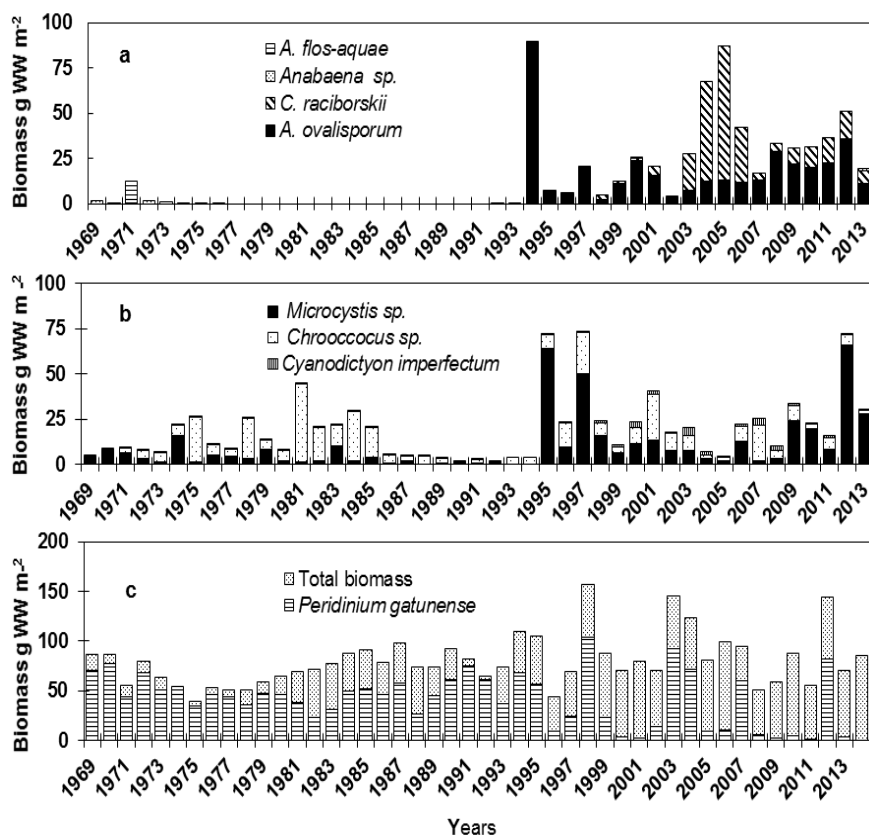 Biomass g WW m-²
100
75
50
25
0
a
A. flos-aquae
Anabaena sp.
C. raciborskii
A. ovalisporum
1969 1971 1973 1975 1977 1979 1981 1983 1985 1987 1989 1991 1993 1995 1997 1999 2001 2003 2005 2007 2009 2011 2013
Biomass g WW m-²
100
75
50
25
0
b
Microcystis sp.
Chrooccocus sp.
Cyanodictyon imperfectum
1969 1971 1973 1975 1977 1979 1981 1983 1985 1987 1989 1991 1993 1995 1997 1999 2001 2003 2005 2007 2009 2011 2013
Biomass g WW m-²
200
150
100
50
0
c
Total biomass
Peridinium gatunense
1969 1971 1973 1975 1977 1979 1981 1983 1985 1987 1989 1991 1993 1995 1997 1999 2001 2003 2005 2007 2009 2011 2013
Years